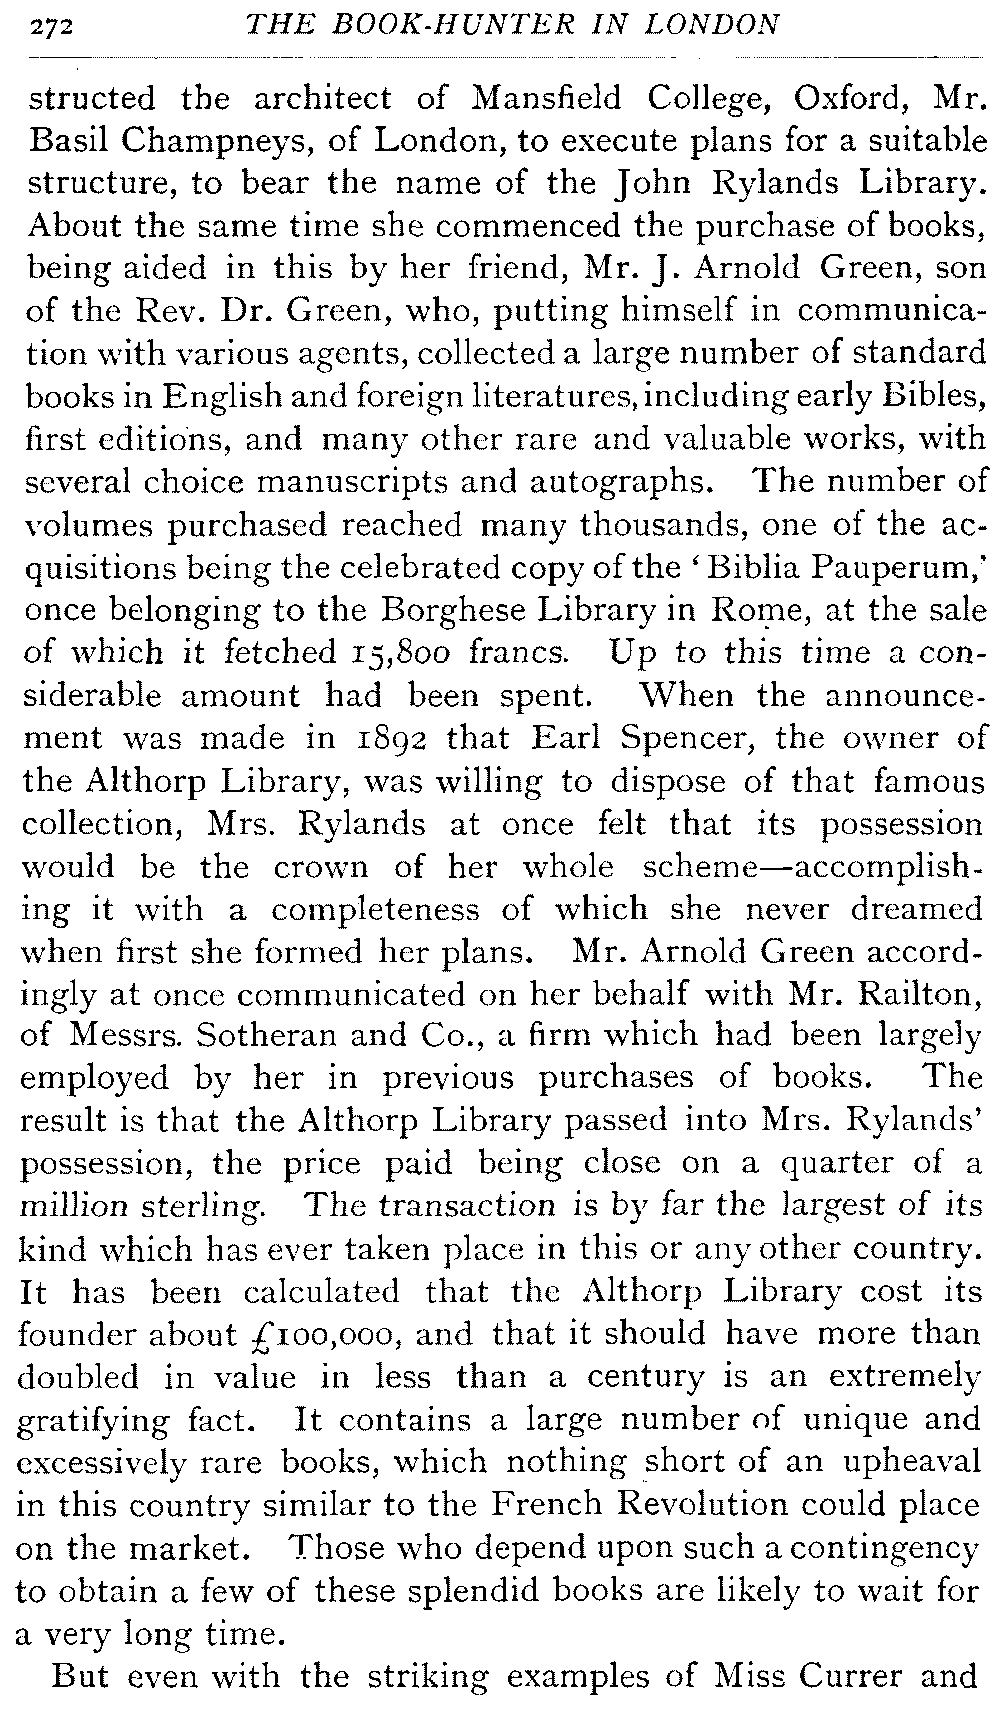 272 THE BOOK-HUNTER IN LONDON
structed the architect of Mansfield College, Oxford, Mr.
Basil Champneys, of London, to execute plans for a suitable
structure, to bear the name of the John Rylands Library.
About the same time she commenced the purchase of books,
being aided in this by her friend, Mr. J. Arnold Green, son
of the Rev. Dr. Green, who, putting himself in communica-
tion with various agents, collected a large number of standard
books in English and foreign literatures, including early Bibles,
first editions, and many other rare and valuable works, with
several choice manuscripts and autographs. The number of
volumes purchased reached many thousands, one of the ac-
quisitions being the celebrated copy of the ‘Biblia Pauperum,’
once belonging to the Borghese Library in Rome, at the sale
of which it fetched 15,800 francs. Up to this time a con-
siderable amount had been spent. When the announce-
ment was made in 1892 that Earl Spencer, the owner of
the Althorp Library, was willing to dispose of that famous
collection, Mrs. Rylands at once felt that its possession
would be the crown of her whole scheme—accomplish-
ing it with a completeness of which she never dreamed
when first she formed her plans. Mr. Arnold Green accord-
ingly at once communicated on her behalf with Mr. Railton,
of Messrs. Sotheran and Co., a firm which had been largely
employed by her in previous purchases of books. The
result is that the Althorp Library passed into Mrs. Rylands’
possession, the price paid being close on a quarter of a
million sterling. The transaction is by far the largest of its
kind which has ever taken place in this or any other country.
It has been calculated that the Althorp Library cost its
founder about £100,000, and that it should have more than
doubled in value in less than a century is an extremely
gratifying fact. It contains a large number of unique and
excessively rare books, which nothing short of an upheaval
in this country similar to the French Revolution could place
on the market. Those who depend upon such a contingency
to obtain a few of these splendid books are likely to wait for
a very long time.
But even with the striking examples of Miss Currer and